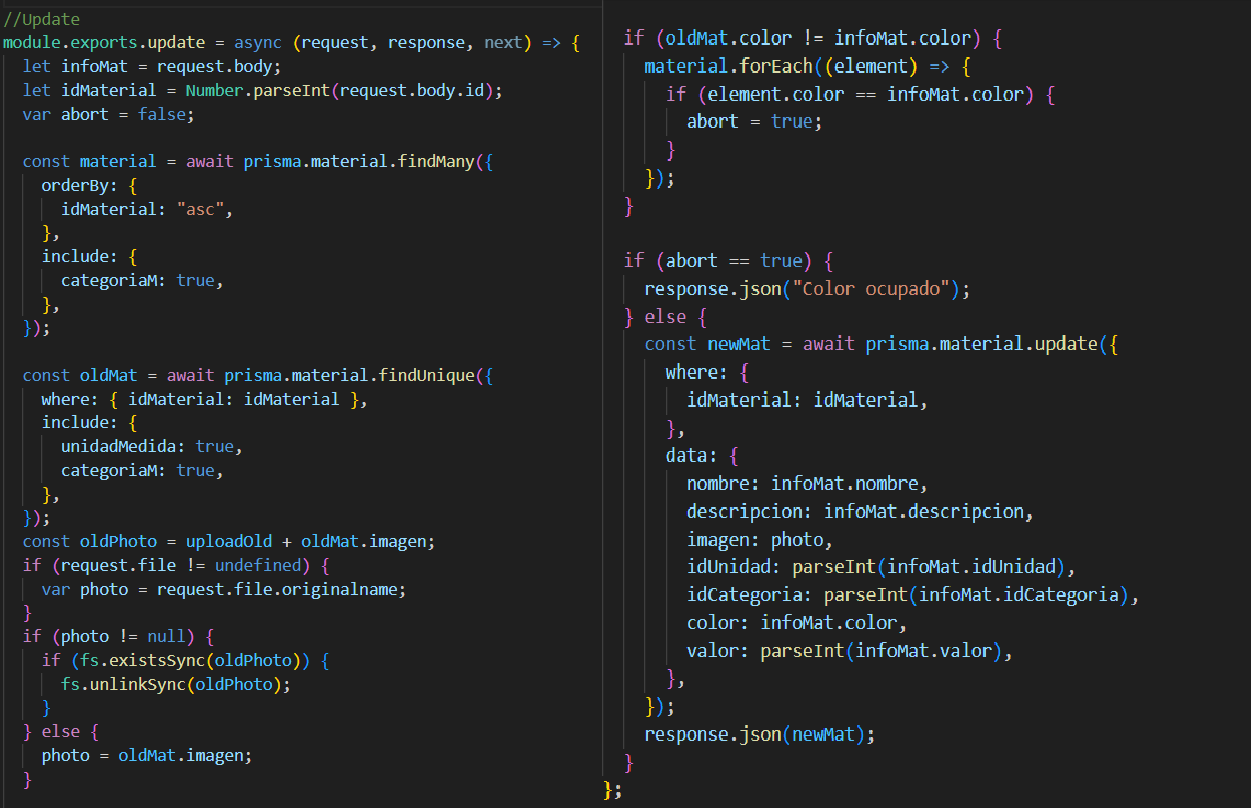 //Update
module.exports.update = async (request, response, next) => {
  let infoMat = request.body;
  let idMaterial = Number.parseInt(request.body.id);
  var abort = false;

  const material = await prisma.material.findMany({
    orderBy: {
      idMaterial: "asc",
    },
    include: {
      categoriaM: true,
    },
  });

  const oldMat = await prisma.material.findUnique({
    where: { idMaterial: idMaterial },
    include: {
      unidadMedida: true,
      categoriaM: true,
    },
  });
  const oldPhoto = uploadOld + oldMat.imagen;
  if (request.file != undefined) {
    var photo = request.file.originalname;
  }
  if (photo != null) {
    if (fs.existsSync(oldPhoto)) {
      fs.unlinkSync(oldPhoto);
    }
  } else {
    photo = oldMat.imagen;
  }

  if (oldMat.color != infoMat.color) {
    material.forEach((element) => {
      if (element.color == infoMat.color) {
        abort = true;
      }
    });
  }

  if (abort == true) {
    response.json("Color ocupado");
  } else {
    const newMat = await prisma.material.update({
      where: {
        idMaterial: idMaterial,
      },
      data: {
        nombre: infoMat.nombre,
        descripcion: infoMat.descripcion,
        imagen: photo,
        idUnidad: parseInt(infoMat.idUnidad),
        idCategoria: parseInt(infoMat.idCategoria),
        color: infoMat.color,
        valor: parseInt(infoMat.valor),
      },
    });
    response.json(newMat);
  }
};